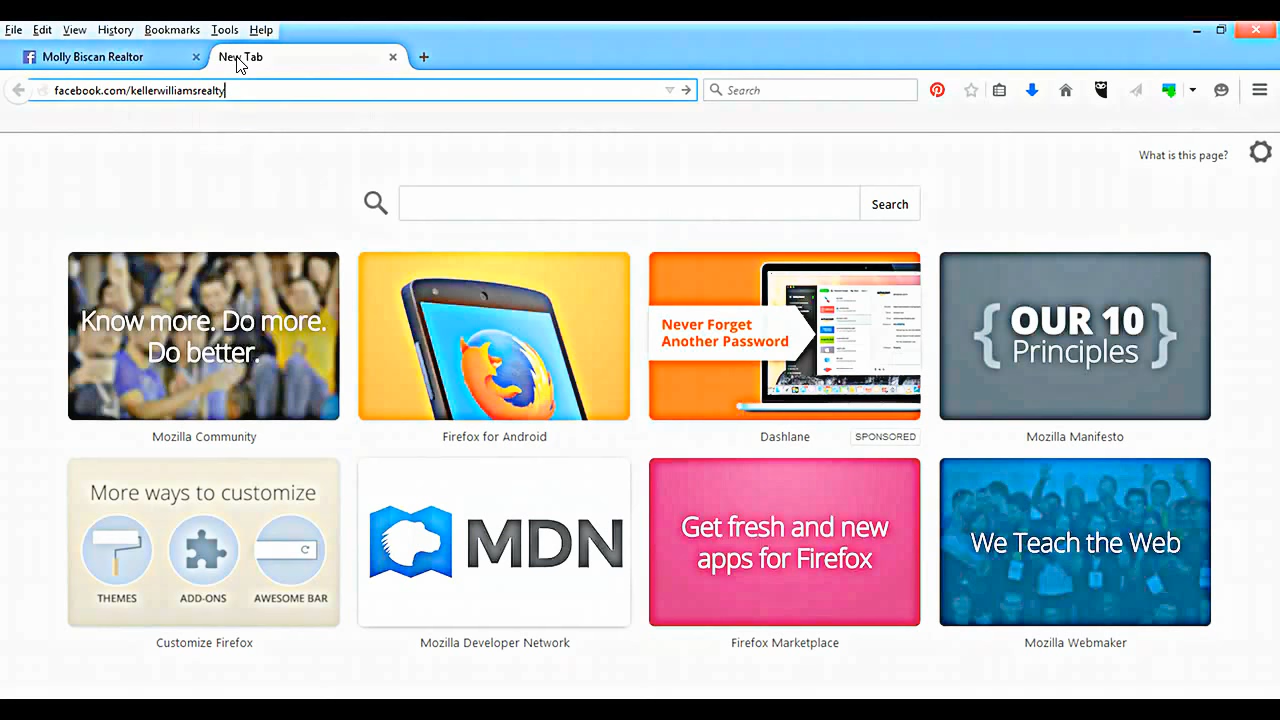 File Edit View History Bookmarks Tools Help
Molly Biscan Realtor
New Tab
facebook.com/kellerwilliamsrealty
Search
What is this page?
Search
Know more. Do more.
Do better.
Never Forget
Another Password
OUR 10
Principles
Mozilla Community
Firefox for Android
Dashlane
SPONSORED
Mozilla Manifesto
More ways to customize
THEMES
ADD-ONS
AWESOME BAR
MDN
Get fresh and new
apps for Firefox
We Teach the Web
Customize Firefox
Mozilla Developer Network
Firefox Marketplace
Mozilla Webmaker